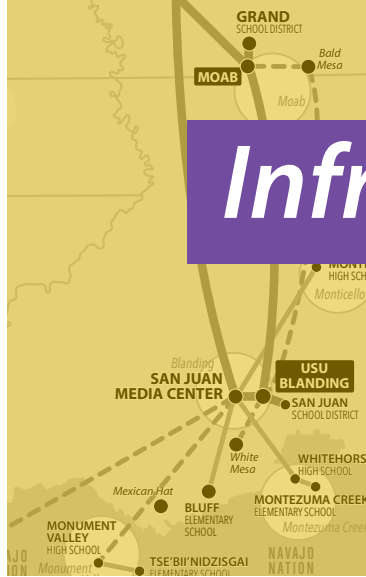 GRAND
SCHOOL DISTRICT
Bald
Mesa
MOAB
Moab
Infr
HIGH SCH
Monticello
Blanding
USU
BLANDING
SAN JUAN
MEDIA CENTER
SAN JUAN
SCHOOL DISTRICT
White
Mesa
WHITEHORS
HIGH SCHOOL
Mexican Hat
MONTEZUMA CREEK
ELEMENTARY SCHOOL
BLUFF
ELEMENTARY
SCHOOL
Montezuma Creek
MONUMENT
VALLEY
HIGH SCHOOL
NAVAJO
NATION
AJO
ION
TSE'BII'NIDZISGAI
ELEMENTARY SCHOOL
Monument